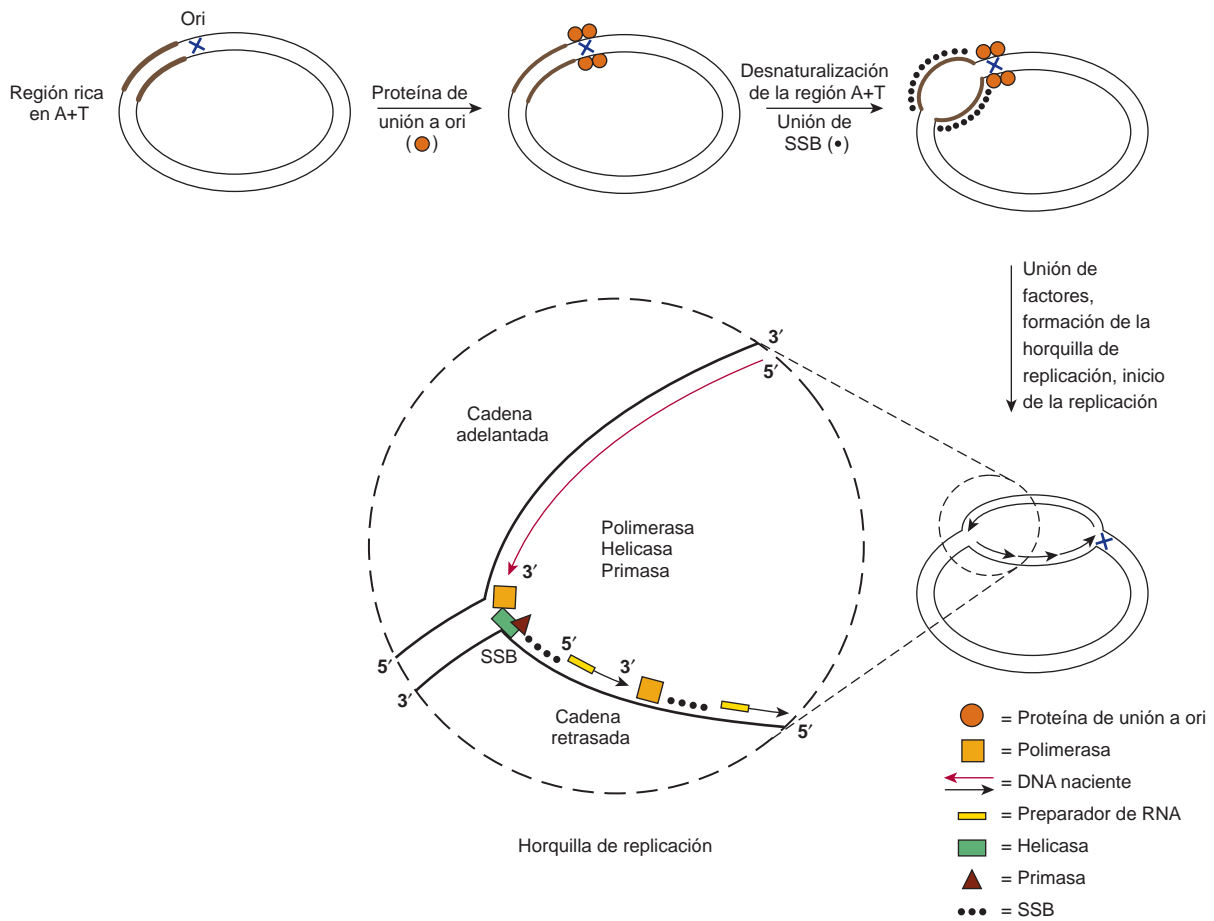 Ori
Región rica
en A+T
Proteína de
unión a ori
( )
Desnaturalización
de la región A+T
Unión de
SSB (•)
Unión de
factores,
formación de la
horquilla de
replicación, inicio
de la replicación
3′
5′
Cadena
adelantada
Polimerasa
Helicasa
Primasa
3′
5′
3′
SSB
5′
3′
Cadena
retrasada
5′
Horquilla de replicación
= Proteína de unión a ori
= Polimerasa
= DNA naciente
= Preparador de RNA
= Helicasa
= Primasa
= SSB